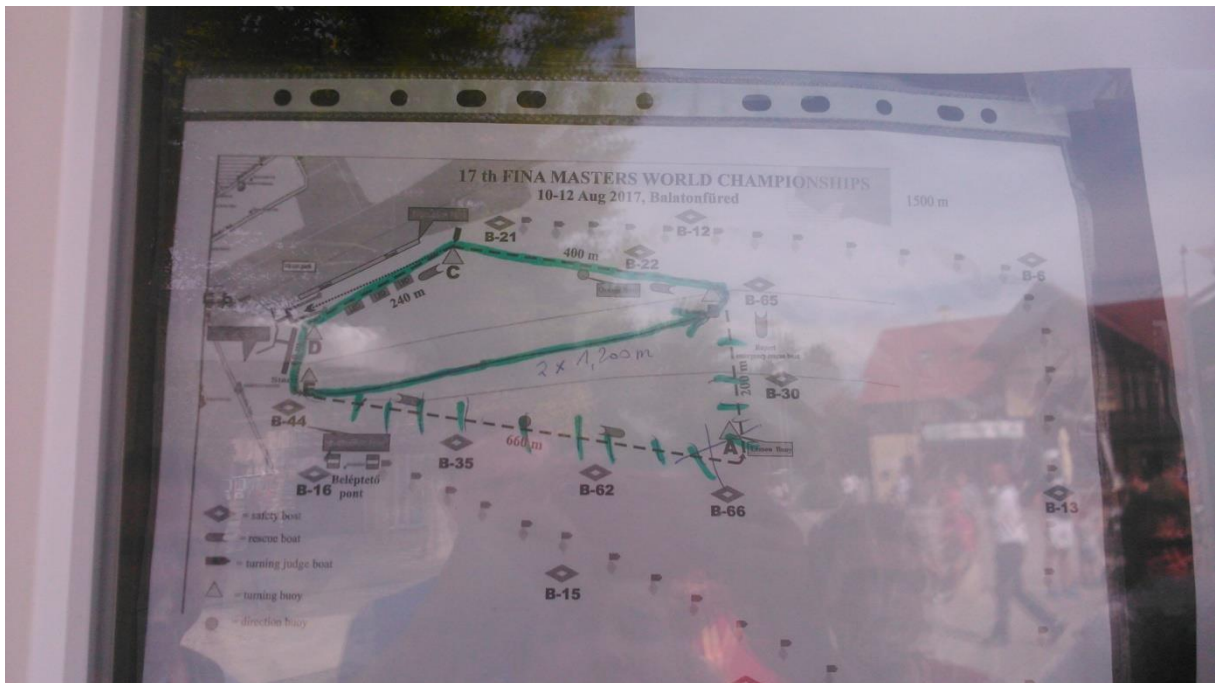 17 th FINA MASTERS WORLD CHAMPIONSHIPS
10-12 Aug 2017, Balatonfüred
1500 m
B-21
B-12
400 m
B-22
B-6
C
B-65
240 m
D
2 x 1,200 m
200 m
B-30
E
B-44
660 m
A
B-35
B-16
Beléptető
pont
B-62
B-66
B-13
= safety boat
= rescue boat
= turning judge boat
= turning buoy
= direction buoy
B-15